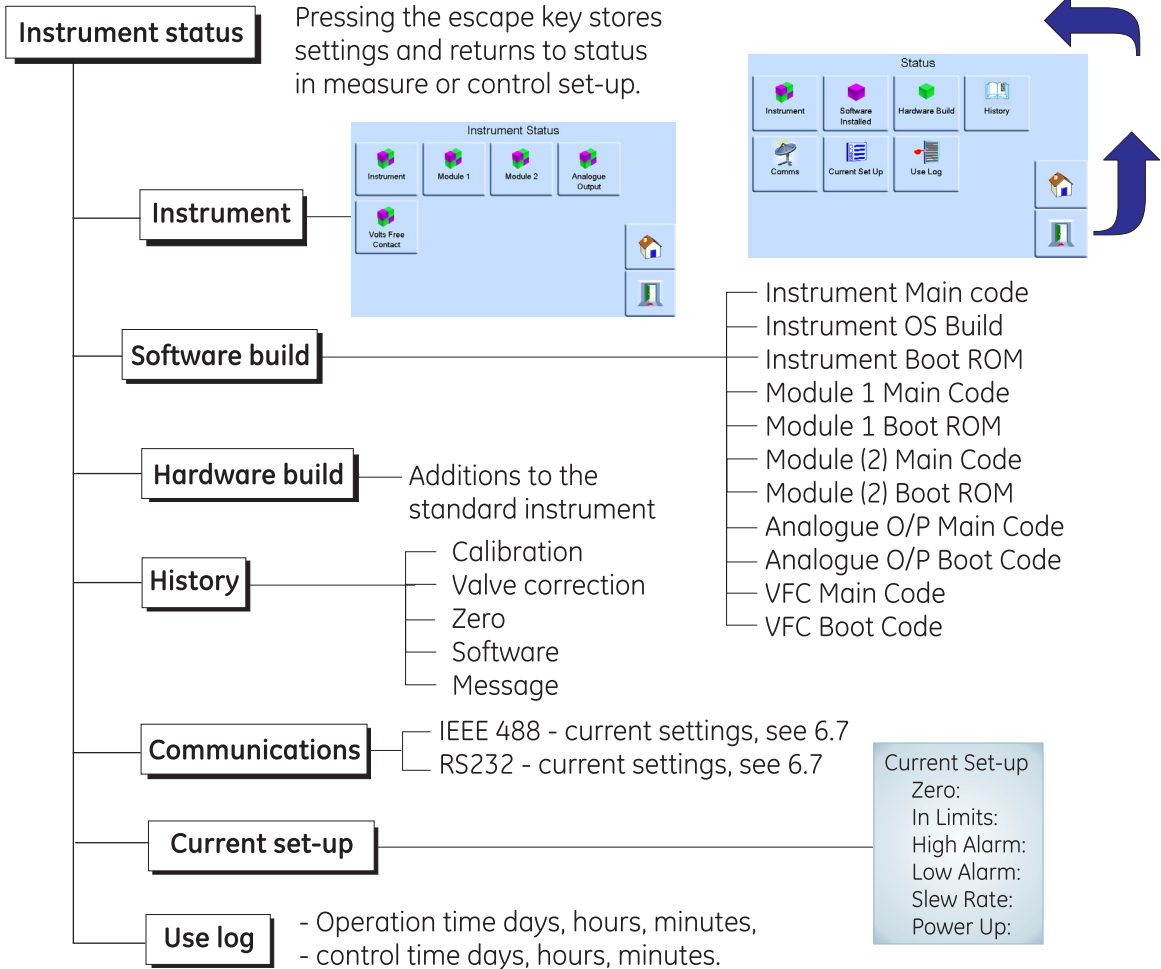 Instrument status
Pressing the escape key stores
settings and returns to status
in measure or control set-up.
Status
Instrument
Software
Installed
Hardware Build
History
Comms
Current Set Up
Use Log
Instrument Status
Instrument
Module 1
Module 2
Analogue
Output
Volts Free
Contact
Instrument
Software build
Instrument Main code
Instrument OS Build
Instrument Boot ROM
Module 1 Main Code
Module 1 Boot ROM
Module (2) Main Code
Module (2) Boot ROM
Analogue O/P Main Code
Analogue O/P Boot Code
VFC Main Code
VFC Boot Code
Hardware build
Additions to the
standard instrument
History
Calibration
Valve correction
Zero
Software
Message
Communications
IEEE 488 - current settings, see 6.7
RS232 - current settings, see 6.7
Current set-up
Current Set-up
Zero:
In Limits:
High Alarm:
Low Alarm:
Slew Rate:
Power Up:
Use log
- Operation time days, hours, minutes,
- control time days, hours, minutes.